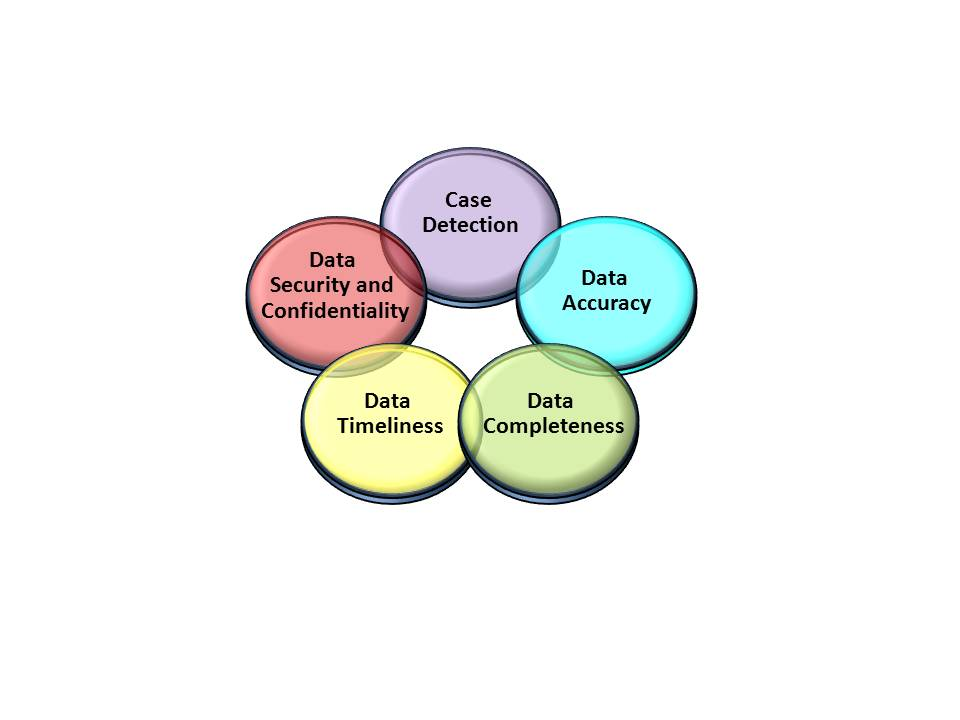 Case
Detection
Data
Accuracy
Data
Completeness
Data
Timeliness
Data
Security and
Confidentiality